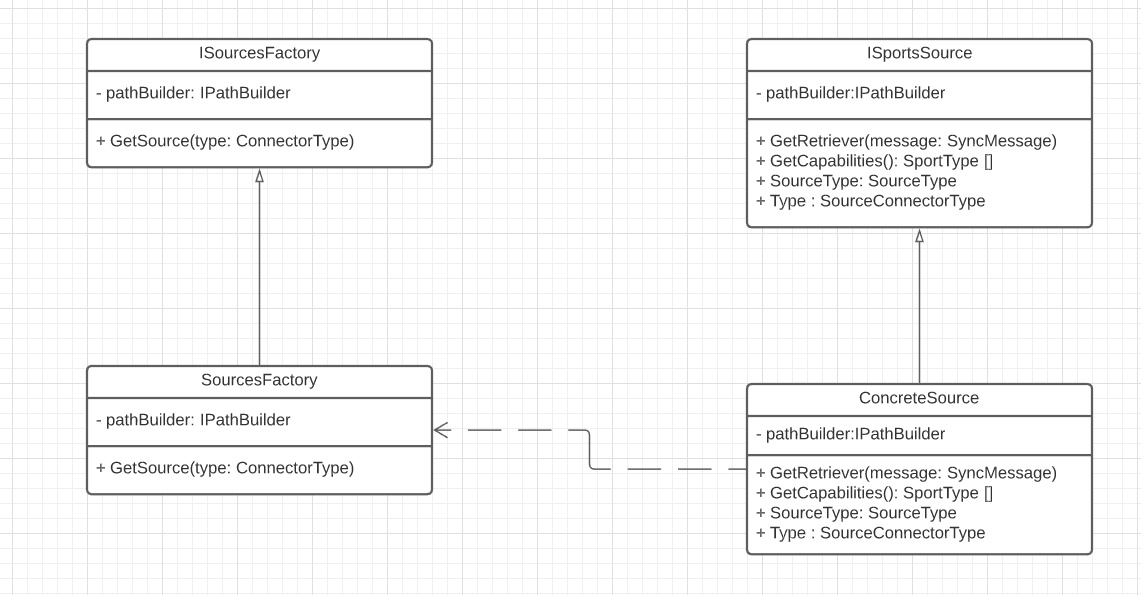 ISourcesFactory
- pathBuilder: IPathBuilder
+ GetSource(type: ConnectorType)
ISportsSource
- pathBuilder:IPathBuilder
+ GetRetriever(message: SyncMessage)
+ GetCapabilities(): SportType []
+ SourceType: SourceType
+ Type : SourceConnectorType
SourcesFactory
- pathBuilder: IPathBuilder
+ GetSource(type: ConnectorType)
ConcreteSource
- pathBuilder:IPathBuilder
+ GetRetriever(message: SyncMessage)
+ GetCapabilities(): SportType []
+ SourceType: SourceType
+ Type : SourceConnectorType